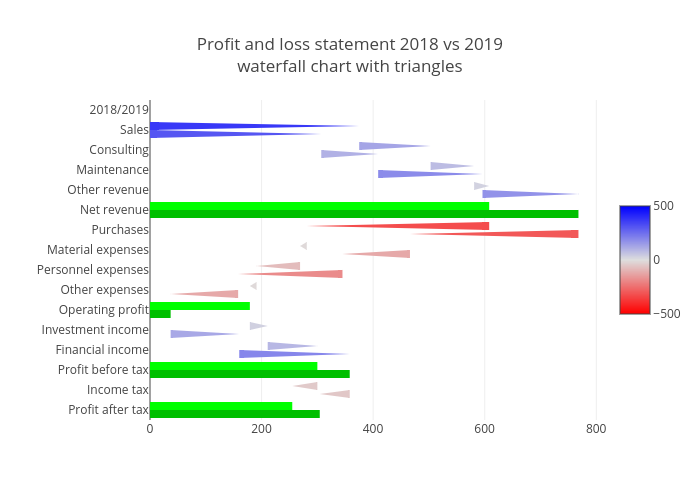 Profit and loss statement 2018 vs 2019
waterfall chart with triangles
2018/2019
Sales
Consulting
Maintenance
Other revenue
Net revenue
Purchases
Material expenses
Personnel expenses
Other expenses
Operating profit
Investment income
Financial income
Profit before tax
Income tax
Profit after tax
0 200 400 600 800
500
0
−500